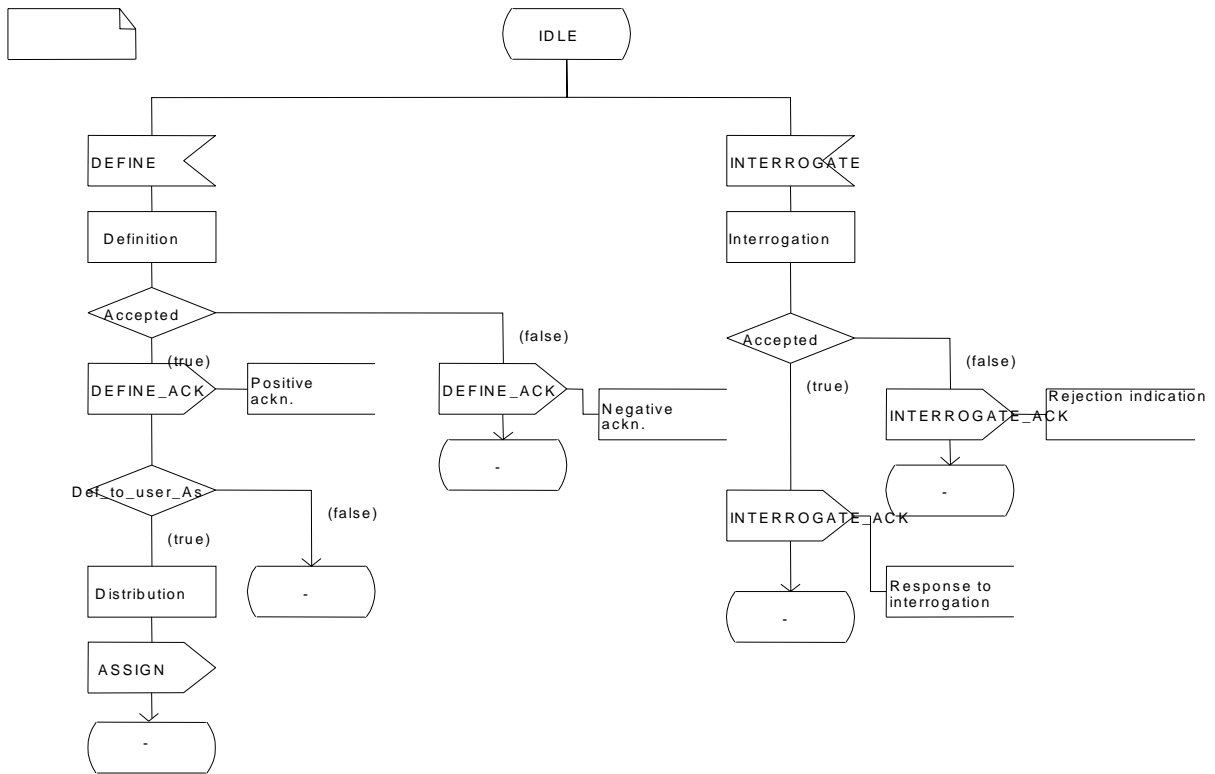 IDLE
DEFINE
INTERROGATE
Definition
Interrogation
Accepted
(false)
Accepted
(true)
DEFINE_ACK
Positive
ackn.
DEFINE_ACK
Negative
ackn.
(false)
(true)
INTERROGATE_ACK
Rejection indication
-
-
Def_to_user_As
(false)
(true)
INTERROGATE_ACK
Response to
interrogation
Distribution
-
-
ASSIGN
-